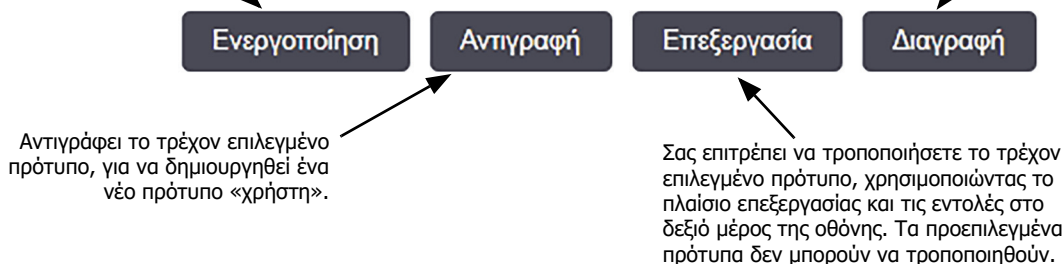 Ενεργοποίηση
Αντιγραφή
Επεξεργασία
Διαγραφή
Αντιγράφει το τρέχον επιλεγμένο
πρότυπο, για να δημιουργηθεί ένα
νέο πρότυπο «χρήστη».
Σας επιτρέπει να τροποποιήσετε το τρέχον
επιλεγμένο πρότυπο, χρησιμοποιώντας το
πλαίσιο επεξεργασίας και τις εντολές στο
δεξιό μέρος της οθόνης. Τα προεπιλεγμένα
πρότυπα δεν μπορούν να τροποποιηθούν.